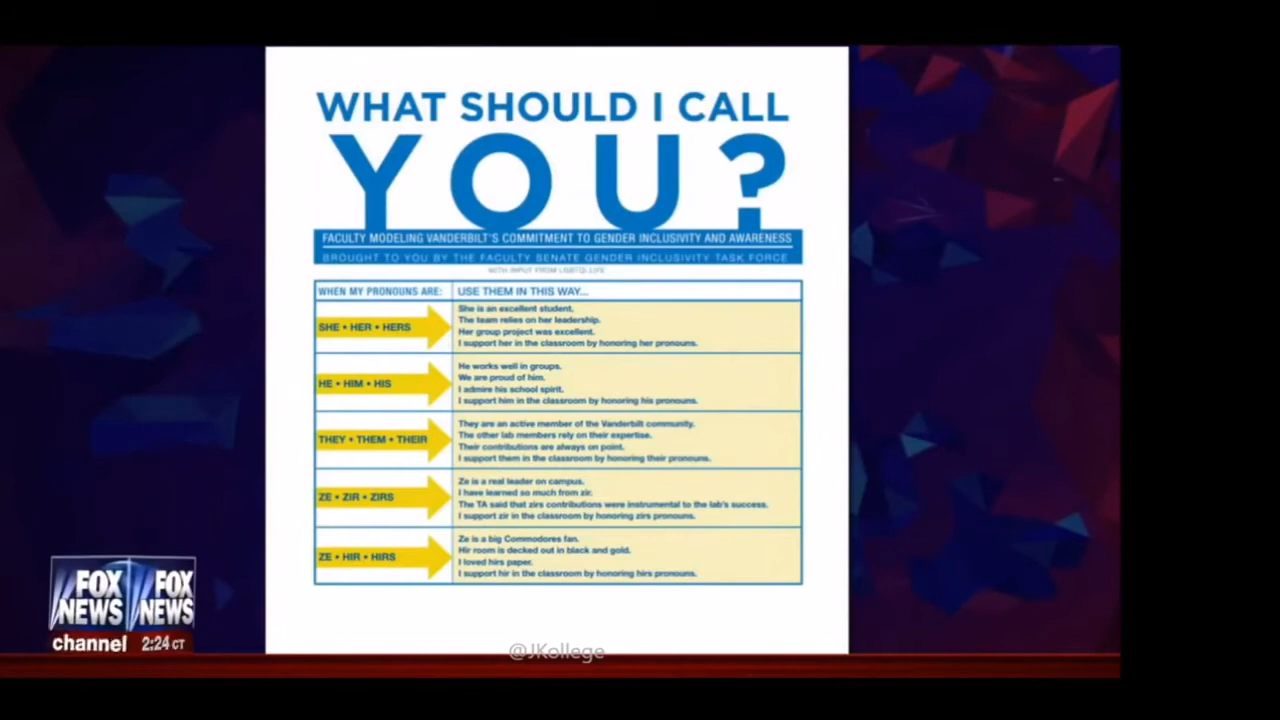 WHAT SHOULD I CALL
YOU?
FACULTY MODELING VANDERBILT'S COMMITMENT TO GENDER INCLUSIVITY AND AWARENESS
BROUGHT TO YOU BY THE FACULTY SENATE GENDER INCLUSIVITY TASK FORCE
WITH INPUT FROM LGBTQI LIFE
WHEN MY PRONOUNS ARE: USE THEM IN THIS WAY...
SHE • HER • HERS
She is an excellent student.
The team relies on her leadership.
Her group project was excellent.
I support her in the classroom by honoring her pronouns.
HE • HIM • HIS
He works well in groups.
We are proud of him.
I admire his school spirit.
I support him in the classroom by honoring his pronouns.
THEY • THEM • THEIR
They are an active member of the Vanderbilt community.
The other lab members rely on their expertise.
Their contributions are always on point.
I support them in the classroom by honoring their pronouns.
ZE • ZIR • ZIRS
Ze is a real leader on campus.
I have learned so much from zir.
The TA said that zirs contributions were instrumental to the lab's success.
I support zir in the classroom by honoring zirs pronouns.
ZE • HIR • HIRS
Ze is a big Commodores fan.
Hir room is decked out in black and gold.
I loved hirs paper.
I support hir in the classroom by honoring hirs pronouns.
FOX NEWS FOX NEWS
channel 2:24 CT
@JKollege